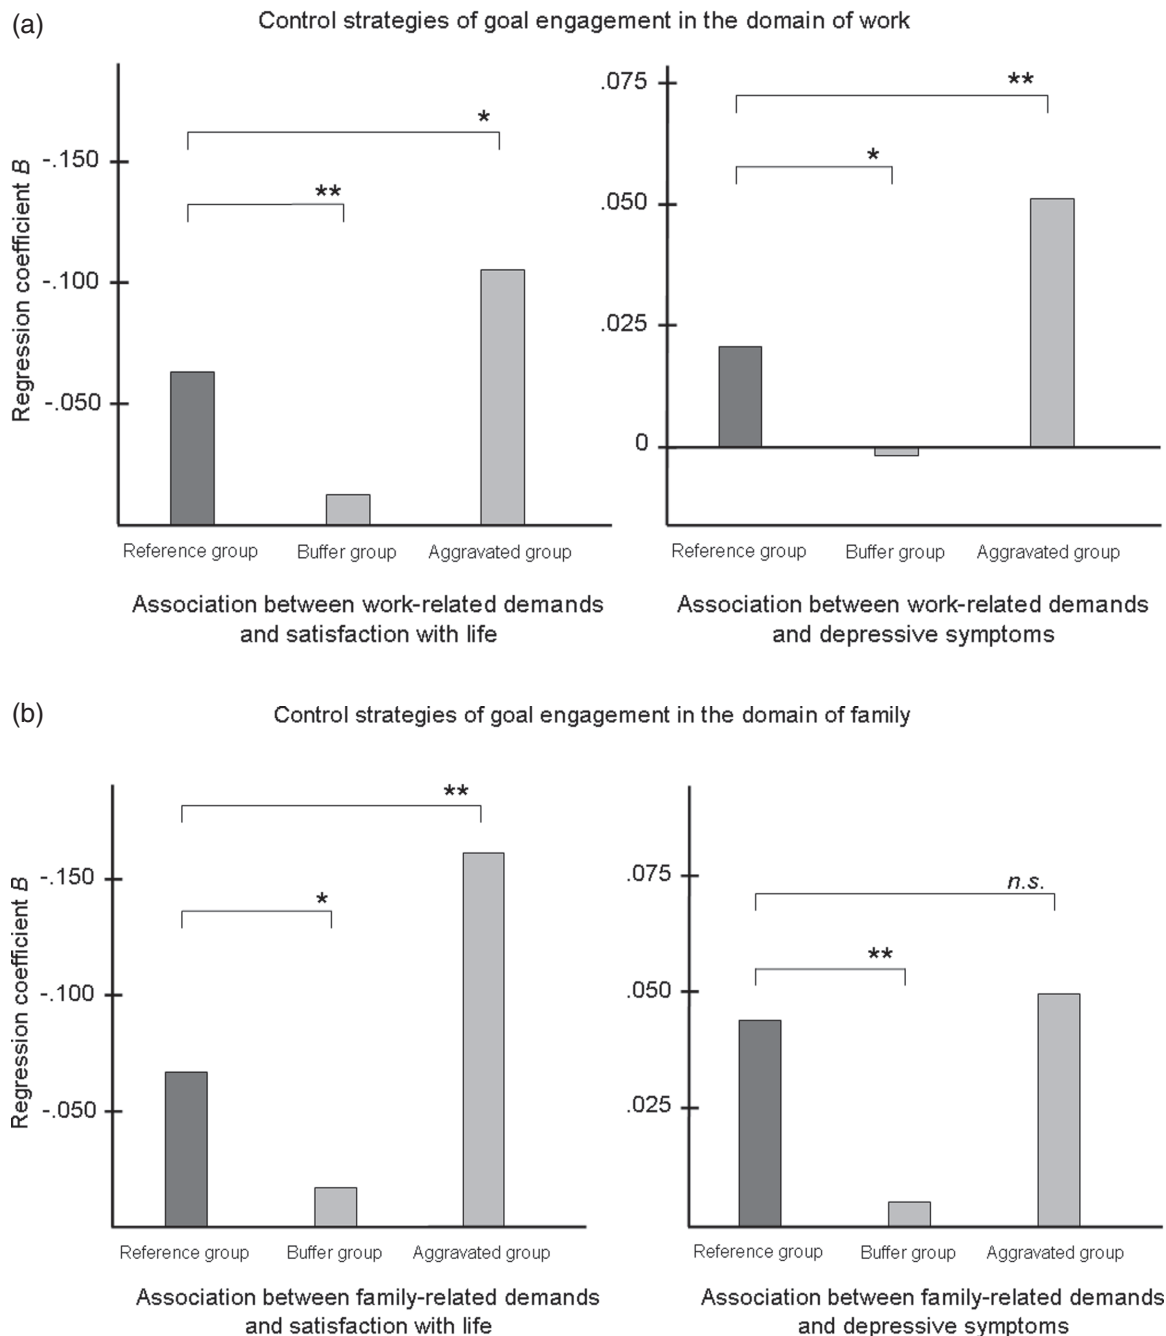 (a)
Control strategies of goal engagement in the domain of work
Regression coefficient B
-.150
-.100
-.050
*
**
Reference group
Buffer group
Aggravated group
Association between work-related demands
and satisfaction with life
.075
.050
.025
0
**
*
Reference group
Buffer group
Aggravated group
Association between work-related demands
and depressive symptoms
(b)
Control strategies of goal engagement in the domain of family
Regression coefficient B
-.150
-.100
-.050
**
*
Reference group
Buffer group
Aggravated group
Association between family-related demands
and satisfaction with life
.075
.050
.025
n.s.
**
Reference group
Buffer group
Aggravated group
Association between family-related demands
and depressive symptoms